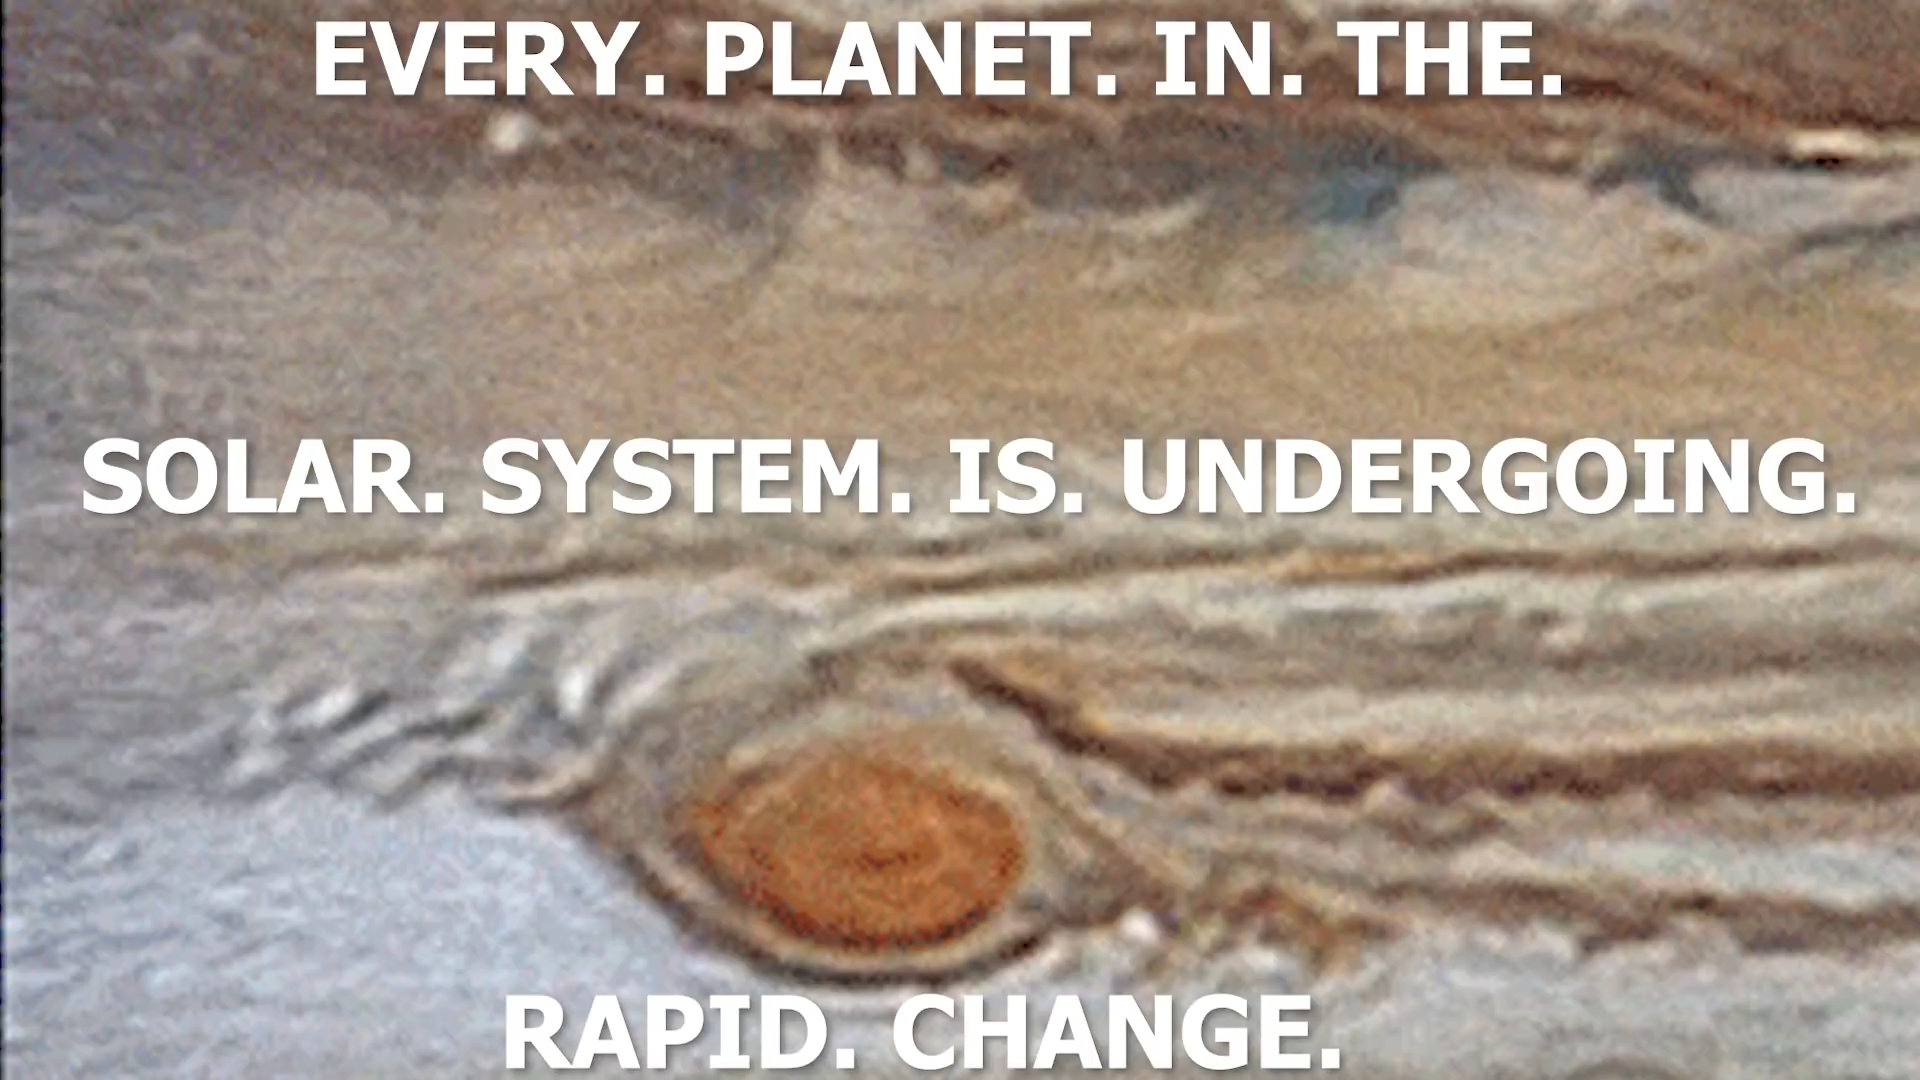 EVERY. PLANET. IN. THE.
SOLAR. SYSTEM. IS. UNDERGOING.
RAPID. CHANGE.